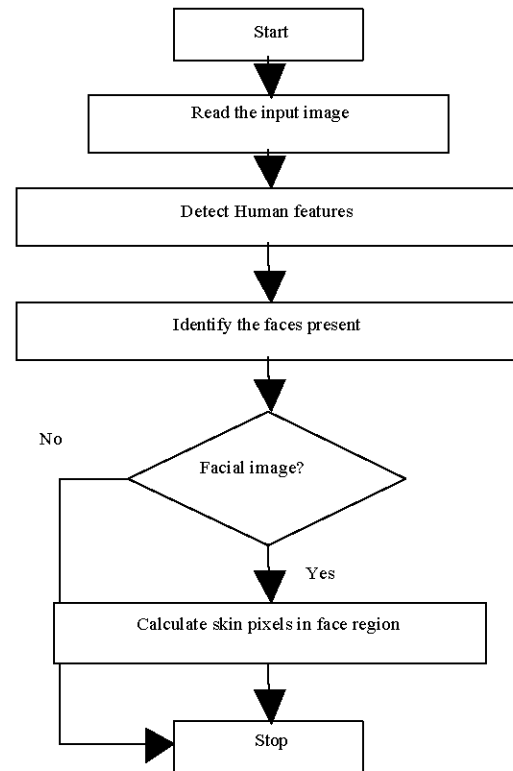 Start
Read the input image
Detect Human features
Identify the faces present
No
Facial image?
Yes
Calculate skin pixels in face region
Stop